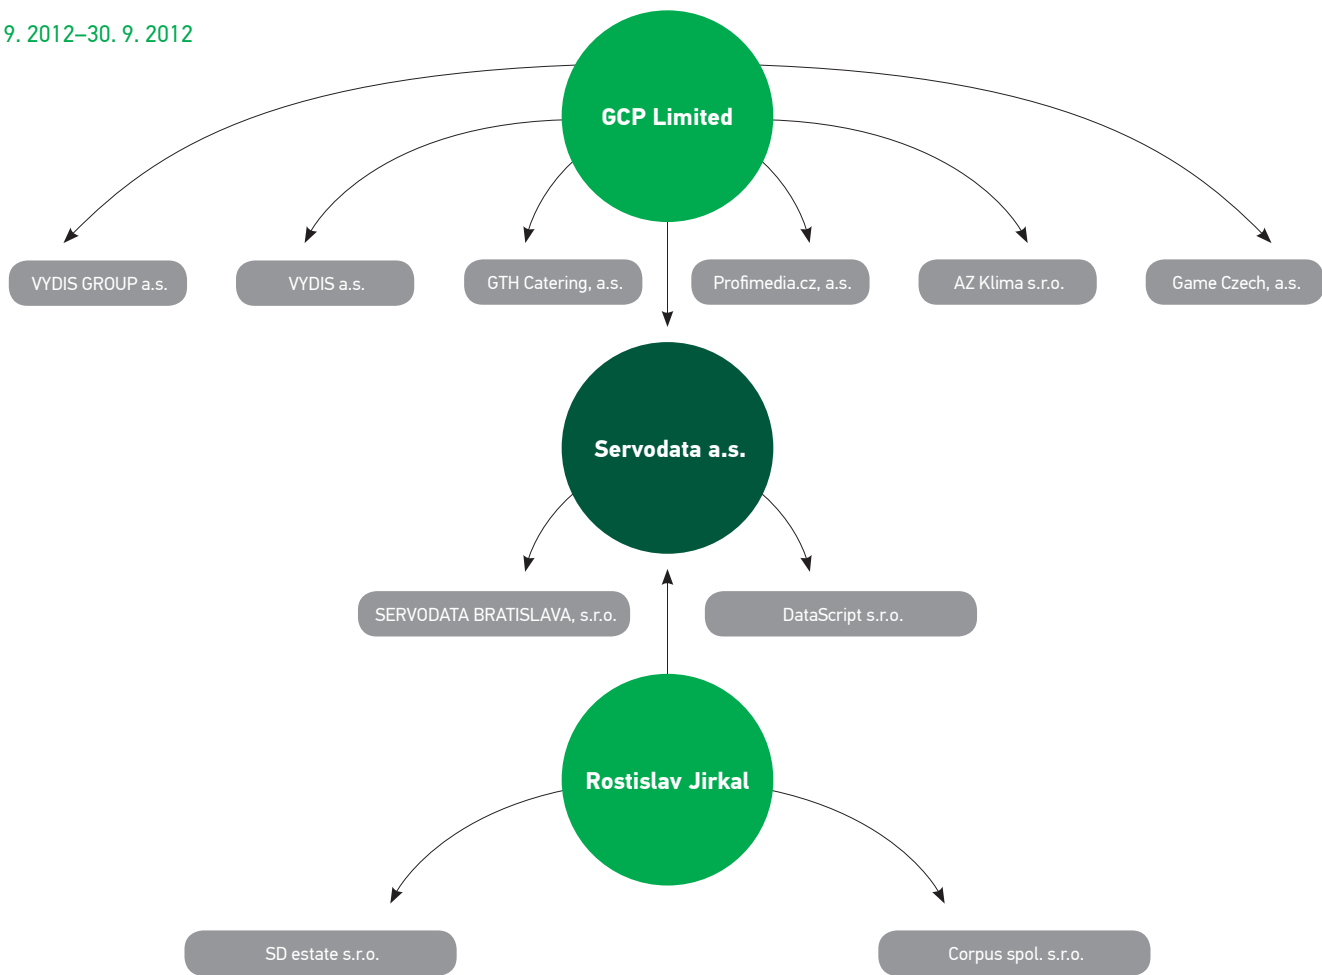 9. 2012–30. 9. 2012
GCP Limited
VYDIS GROUP a.s.
VYDIS a.s.
GTH Catering, a.s.
Profimedia.cz, a.s.
AZ Klima s.r.o.
Game Czech, a.s.
Servodata a.s.
SERVODATA BRATISLAVA, s.r.o.
DataScript s.r.o.
Rostislav Jirkal
SD estate s.r.o.
Corpus spol. s.r.o.